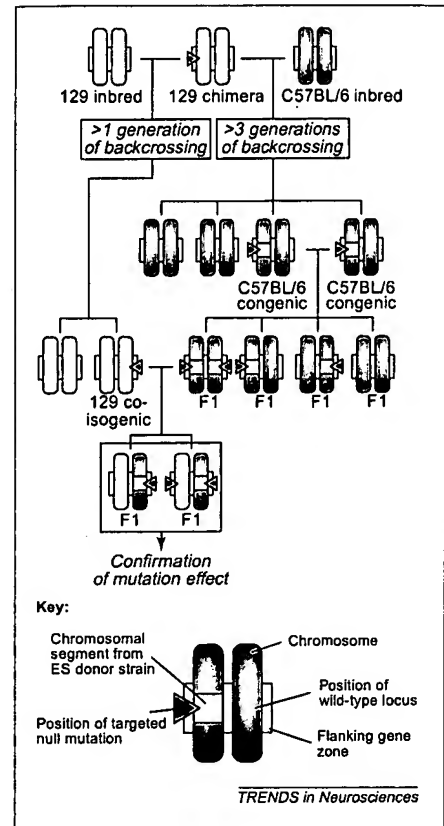 129 inbred
129 chimera
C57BL/6 inbred
>1 generation
of backcrossing
>3 generations
of backcrossing
C57BL/6
congenic
C57BL/6
congenic
129 co-
isogenic
F1
F1
F1
F1
F1
F1
Confirmation
of mutation effect
Key:
Chromosomal
segment from
ES donor strain
Chromosome
Position of
wild-type locus
Position of targeted
null mutation
Flanking gene
zone
TRENDS in Neurosciences